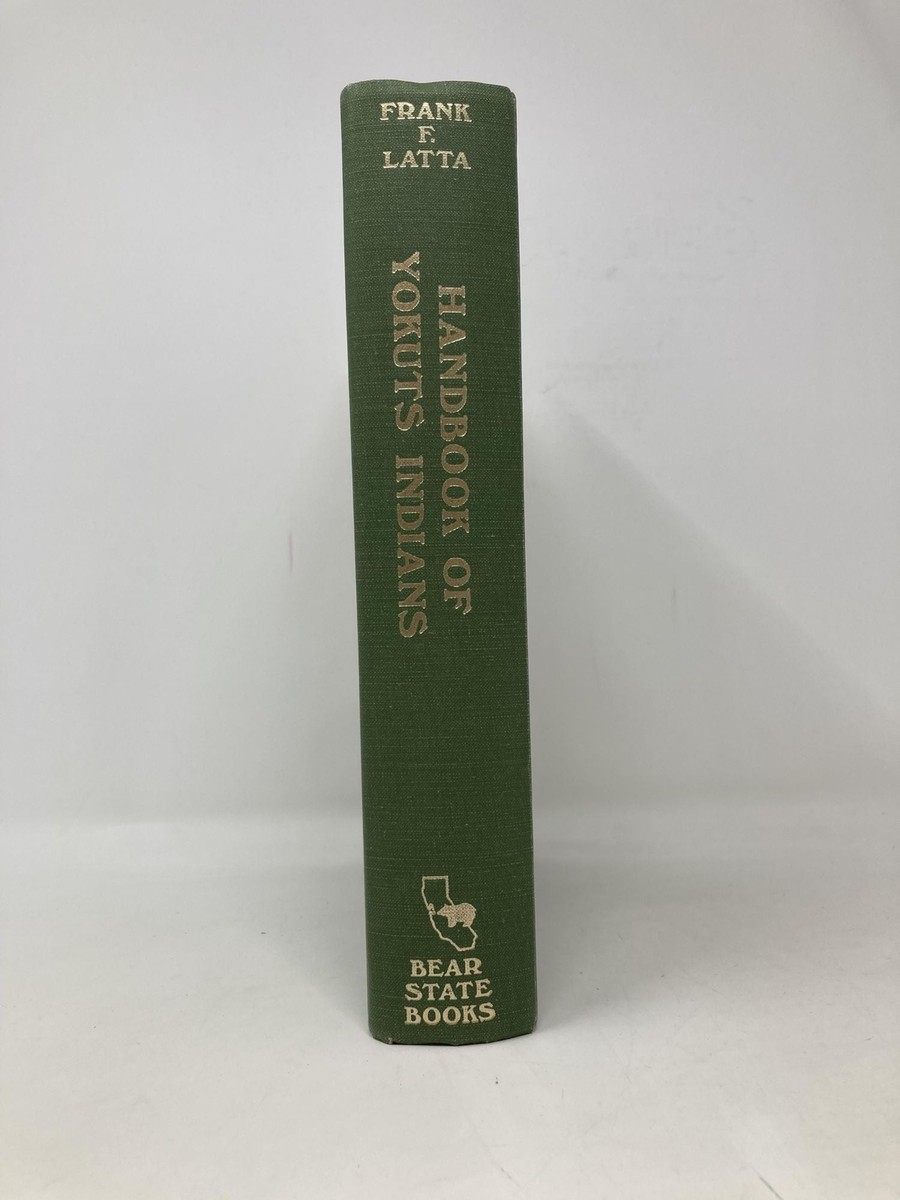 FRANK
F.
LATTA
HANDBOOK OF
YOKUTS INDIANS
BEAR
STATE
BOOKS